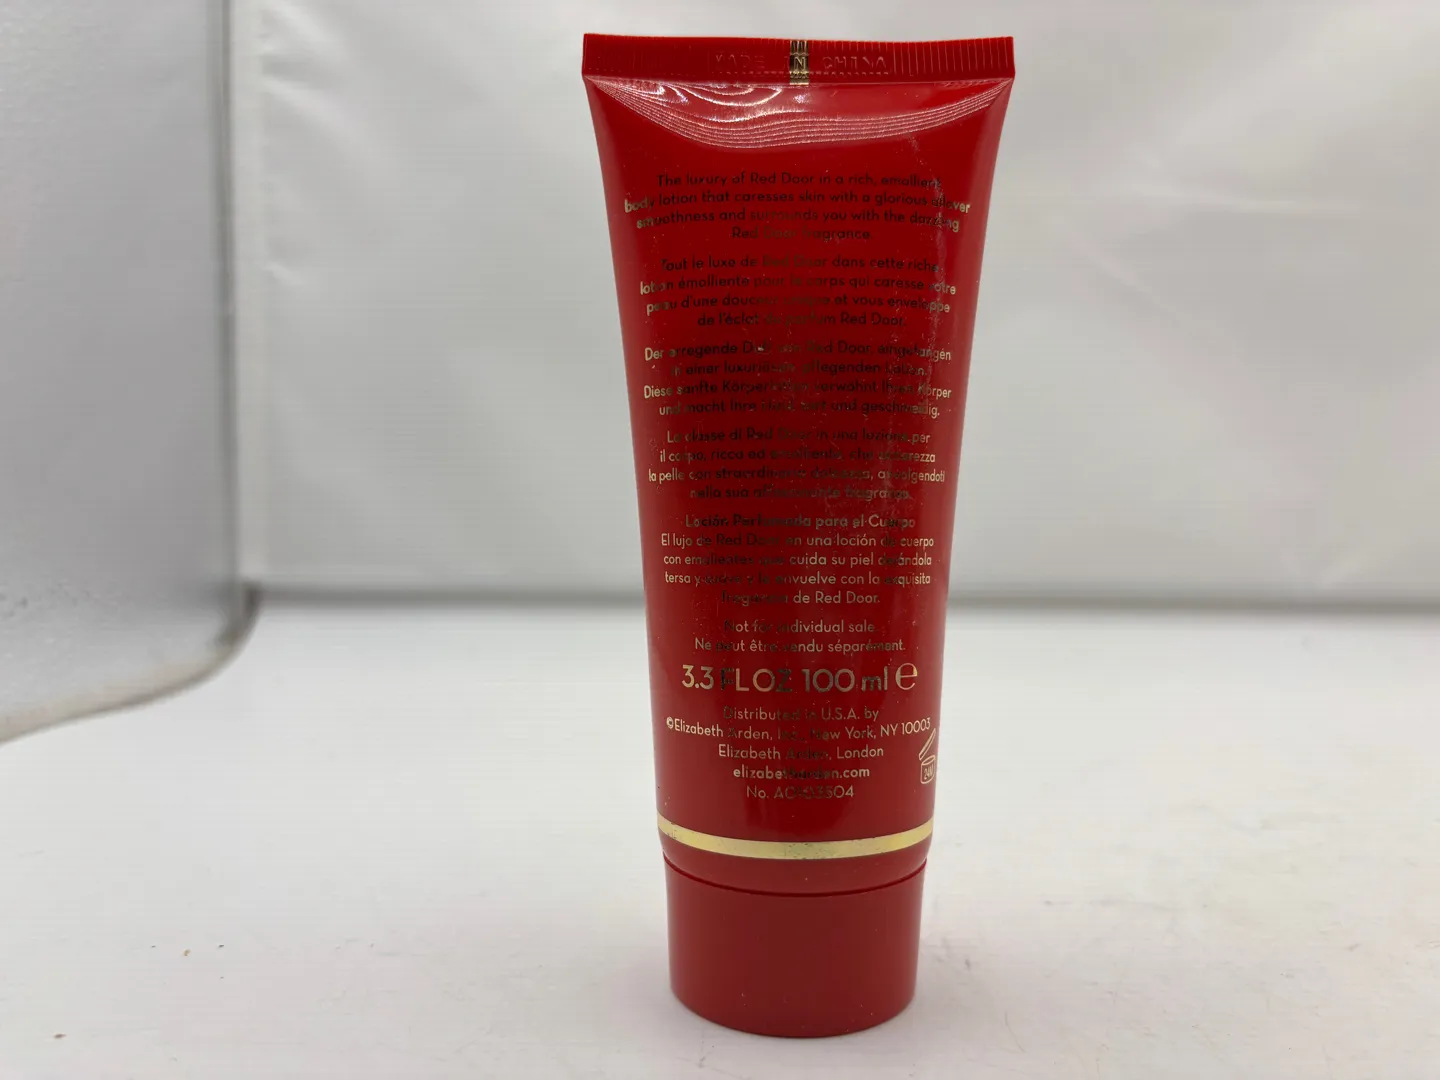 MADE IN CHINA
The luxury of Red Door in a rich, emollient
body lotion that caresses skin with a glorious allover
smoothness and surrounds you with the dazzling
Red Door fragrance.
Tout le luxe de Red Door dans cette riche
lotion émolliente pour le corps qui caresse votre
peau d'une douceur et vous enveloppe
de l'éclat du parfum Red Door.
Der erregende Duft von Red Door, eingefangen
in einer luxuriösen, pflegenden Lotion.
Diese sanfte Körperlotion verwöhnt Ihren Körper
und macht Ihre Haut zart und geschmeidig.
La classe di Red Door in una lozione per
il corpo, ricca ed emolliente, che accarezza
la pelle con straordinaria dolcezza, avvolgendoti
nella sua affascinante fragranza.
Loción Perfumada para el Cuerpo
El lujo de Red Door en una loción de cuerpo
con emolientes que cuida su piel dejándola
tersa y suave y la envuelve con la exquisita
fragancia de Red Door.
Not for individual sale.
Ne peut être vendu séparément.
3.3 FL OZ 100 ml e
Distributed in U.S.A. by
©Elizabeth Arden, Inc., New York, NY 10003
Elizabeth Arden, London
elizabetharden.com
No.
24M